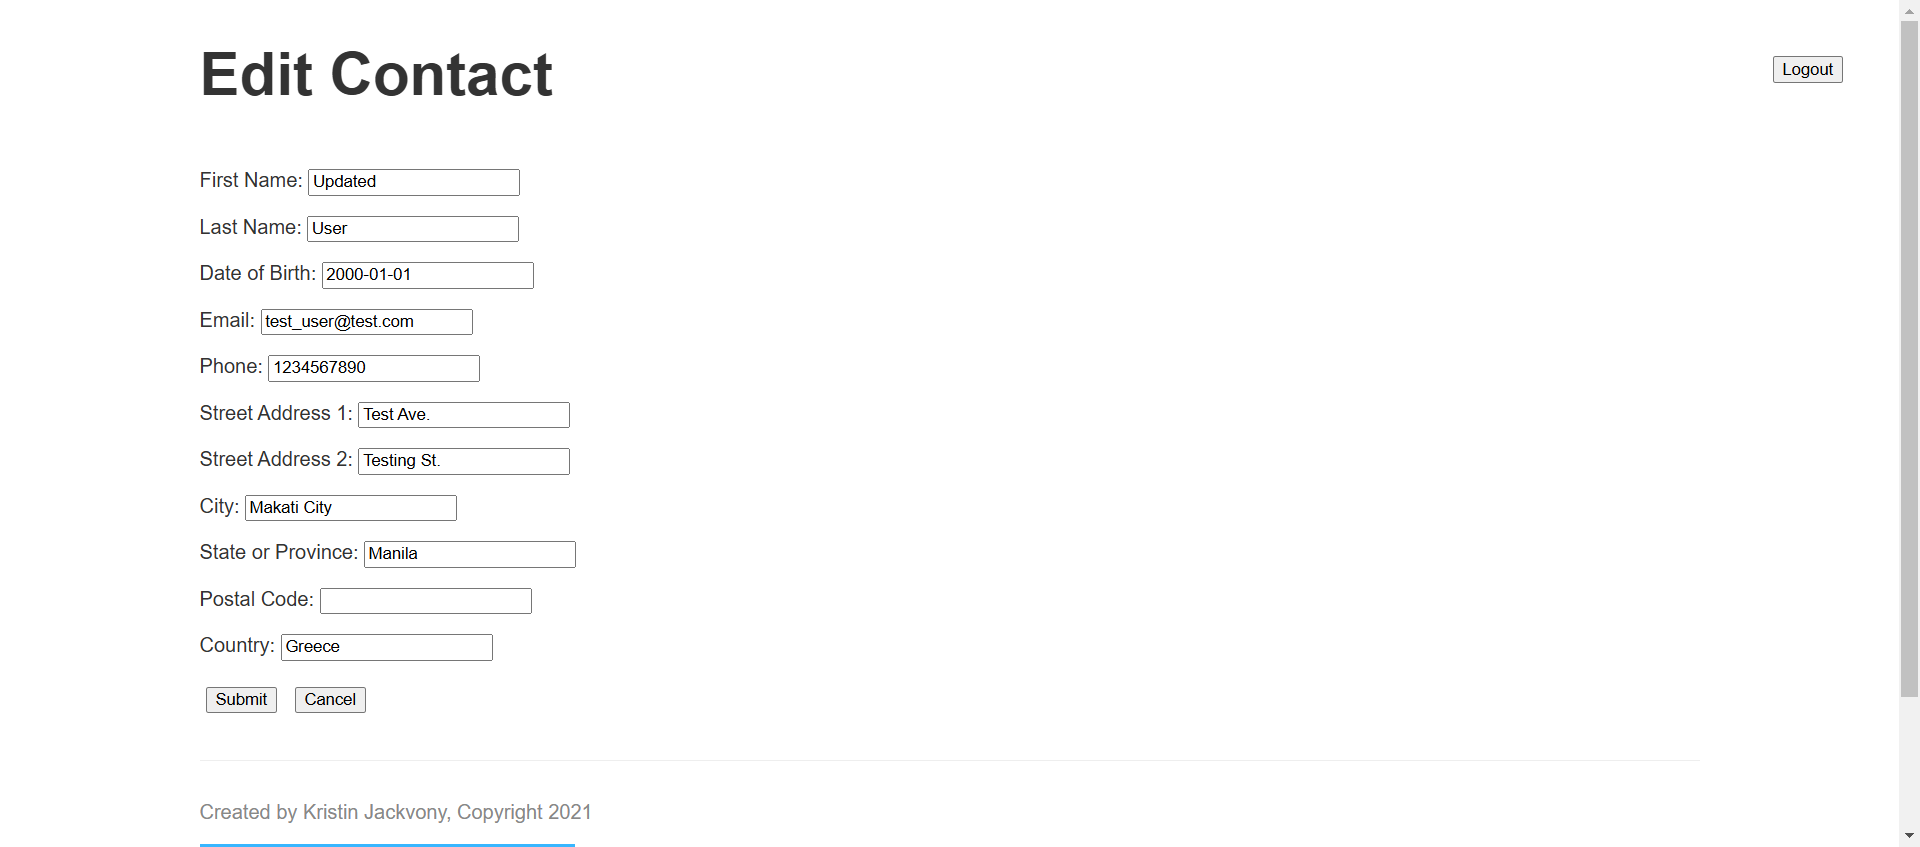 Edit Contact
Logout
First Name: Updated
Last Name: User
Date of Birth: 2000-01-01
Email: test_user@test.com
Phone: 1234567890
Street Address 1: Test Ave.
Street Address 2: Testing St.
City: Makati City
State or Province: Manila
Postal Code:
Country: Greece
Submit Cancel
Created by Kristin Jackvony, Copyright 2021